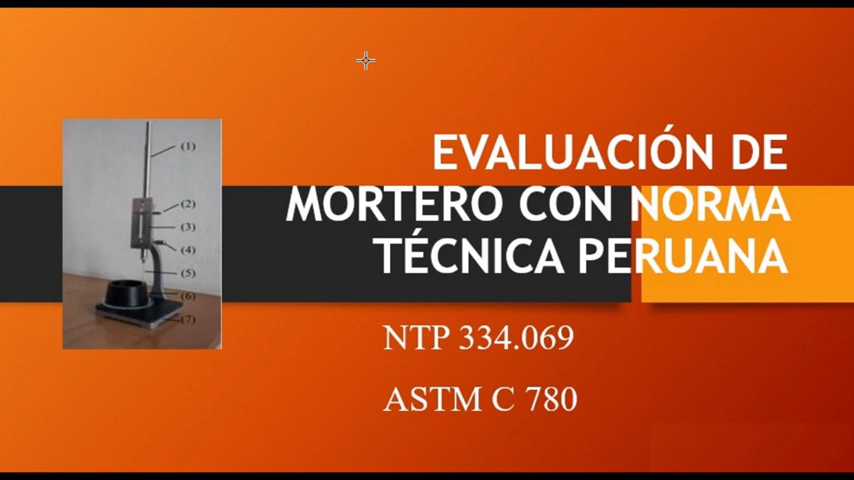 EVALUACIÓN DE
MORTERO CON NORMA
TÉCNICA PERUANA
NTP 334.069
ASTM C 780
(1)
(2)
(3)
(4)
(5)
(6)
(7)